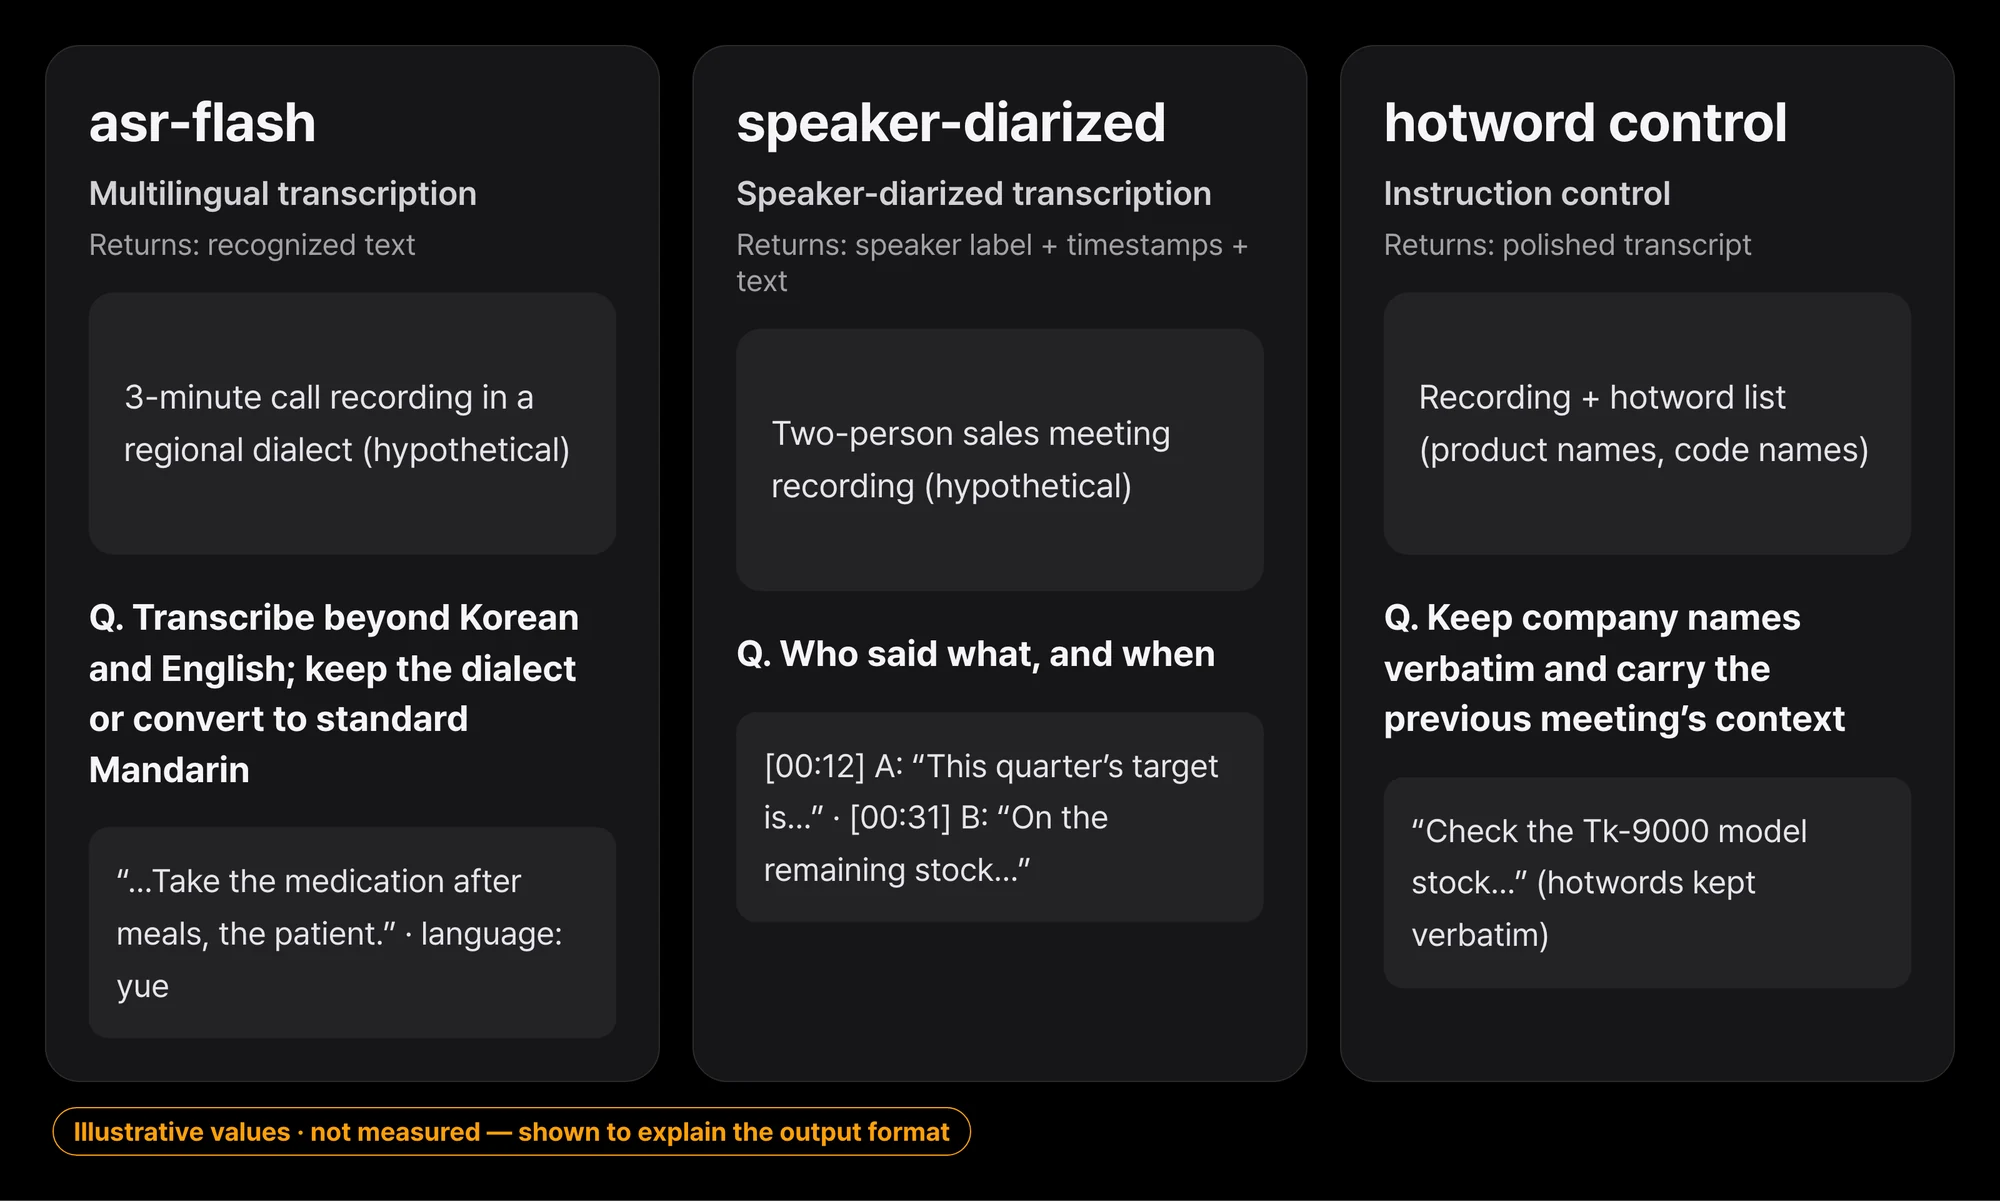 asr-flash
Multilingual transcription
Returns: recognized text
3-minute call recording in a
regional dialect (hypothetical)
Q. Transcribe beyond Korean
and English; keep the dialect
or convert to standard
Mandarin
“…Take the medication after
meals, the patient.” · language:
yue
speaker-diarized
Speaker-diarized transcription
Returns: speaker label + timestamps +
text
Two-person sales meeting
recording (hypothetical)
Q. Who said what, and when
[00:12] A: “This quarter’s target
is…” · [00:31] B: “On the
remaining stock…”
hotword control
Instruction control
Returns: polished transcript
Recording + hotword list
(product names, code names)
Q. Keep company names
verbatim and carry the
previous meeting’s context
“Check the Tk-9000 model
stock…” (hotwords kept
verbatim)
Illustrative values · not measured — shown to explain the output format